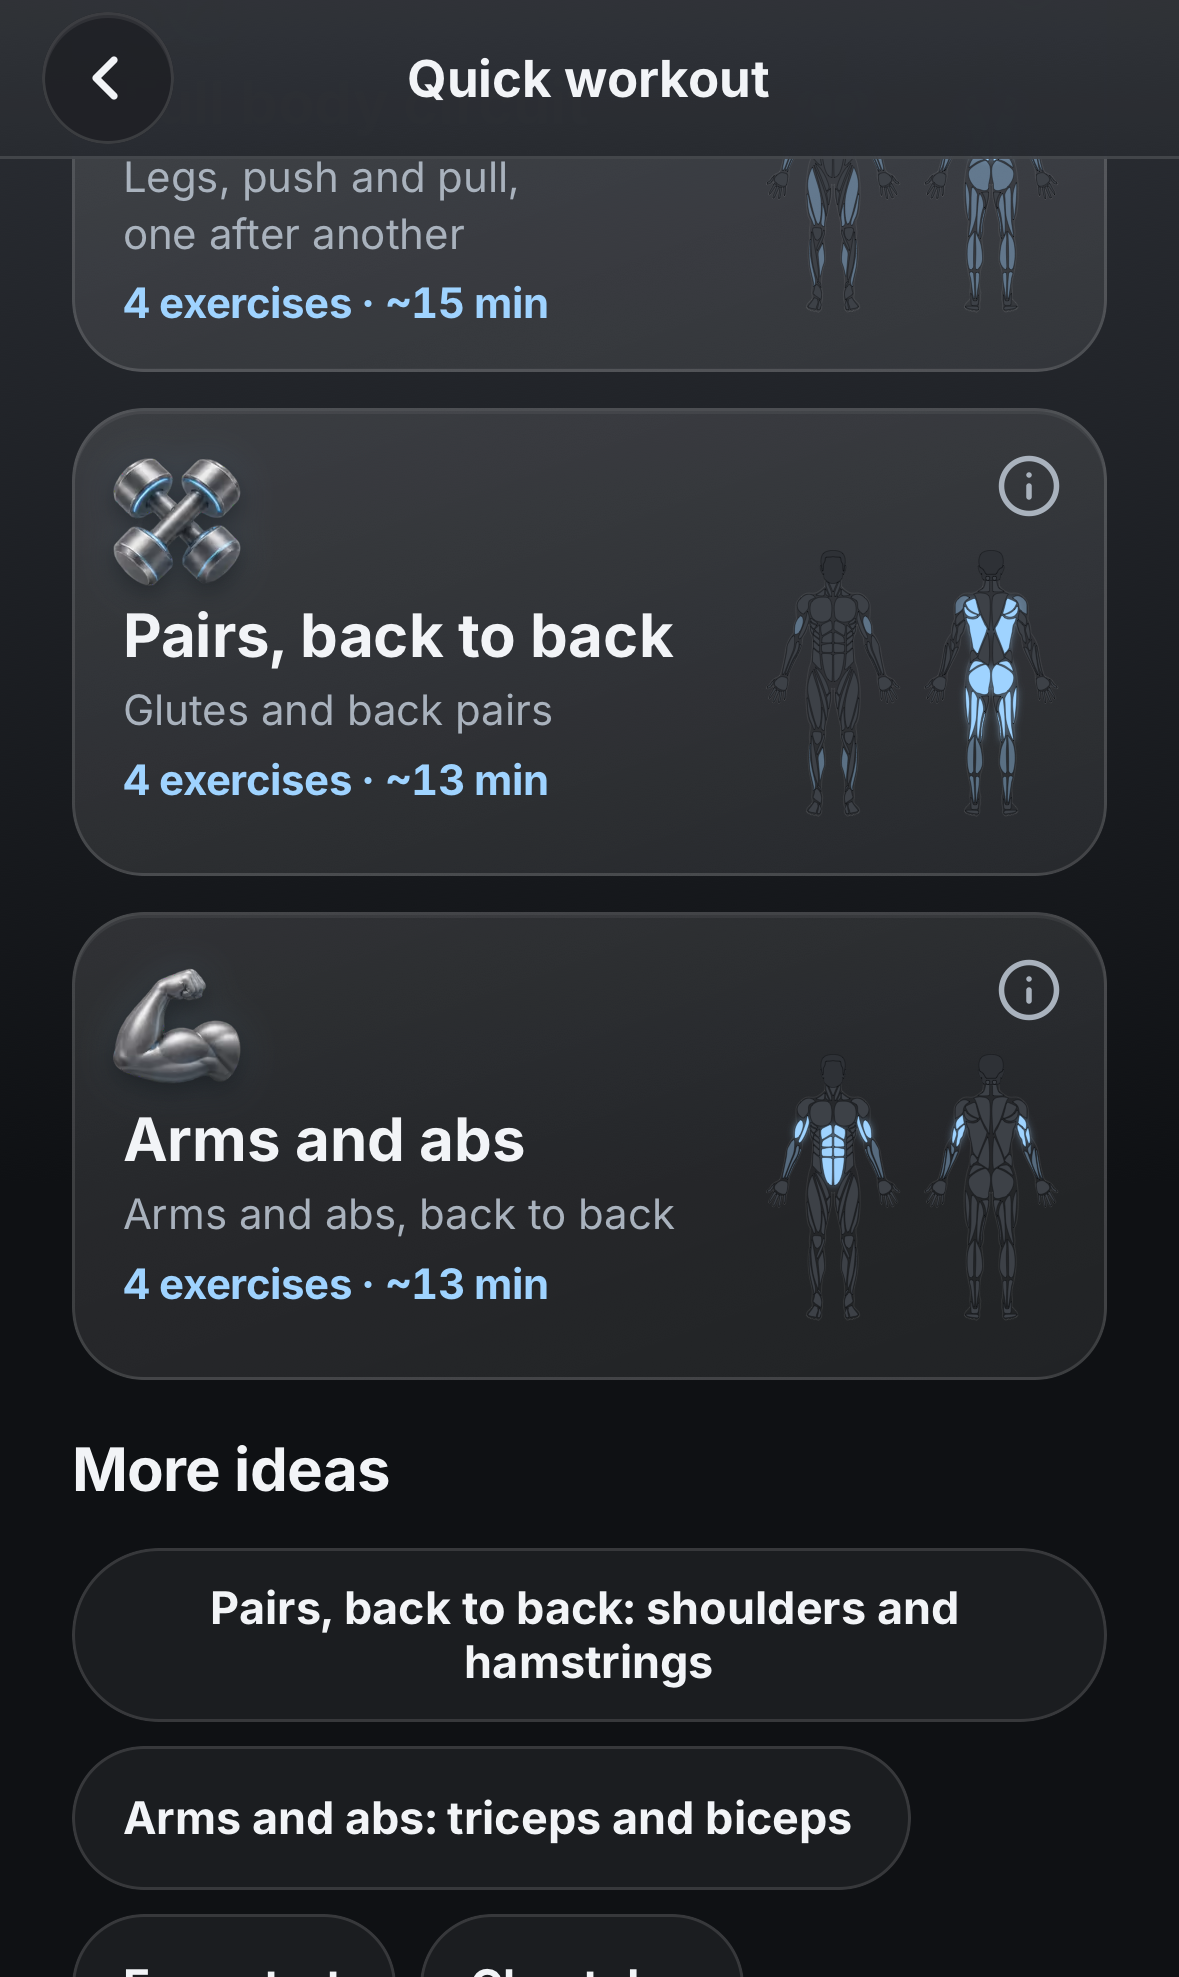 Quick workout
Legs, push and pull,
one after another
4 exercises · ~15 min
Pairs, back to back
Glutes and back pairs
4 exercises · ~13 min
Arms and abs
Arms and abs, back to back
4 exercises · ~13 min
More ideas
Pairs, back to back: shoulders and
hamstrings
Arms and abs: triceps and biceps